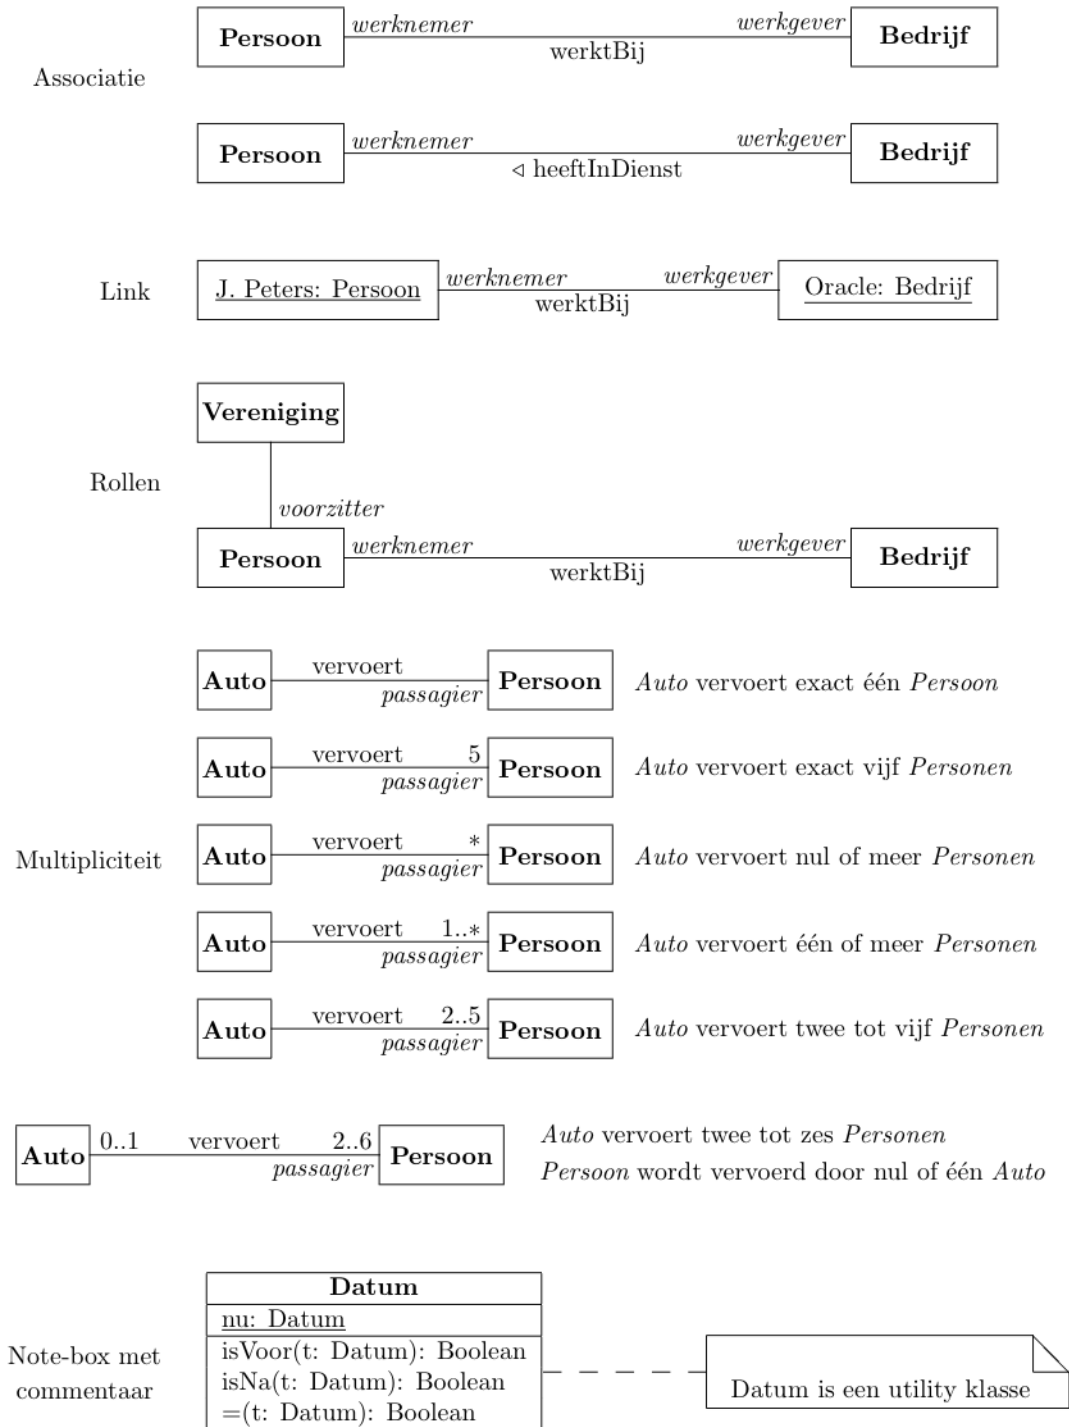 Persoon werknemer werkgever Bedrijf
werktBij
Associatie
Persoon werknemer werkgever Bedrijf
◁ heeftInDienst
Link J. Peters: Persoon werknemer werkgever Oracle: Bedrijf
werktBij
Vereniging
Rollen
voorzitter
Persoon werknemer werkgever Bedrijf
werktBij
Auto vervoert Persoon Auto vervoert exact één Persoon
passagier
Auto vervoert 5 Persoon Auto vervoert exact vijf Personen
passagier
Multipliciteit Auto vervoert * Persoon Auto vervoert nul of meer Personen
passagier
Auto vervoert 1..* Persoon Auto vervoert één of meer Personen
passagier
Auto vervoert 2..5 Persoon Auto vervoert twee tot vijf Personen
passagier
Auto 0..1 vervoert 2..6 Persoon Auto vervoert twee tot zes Personen
passagier Persoon wordt vervoerd door nul of één Auto
Datum
nu: Datum
Note-box met isVoor(t: Datum): Boolean
commentaar isNa(t: Datum): Boolean Datum is een utility klasse
=(t: Datum): Boolean